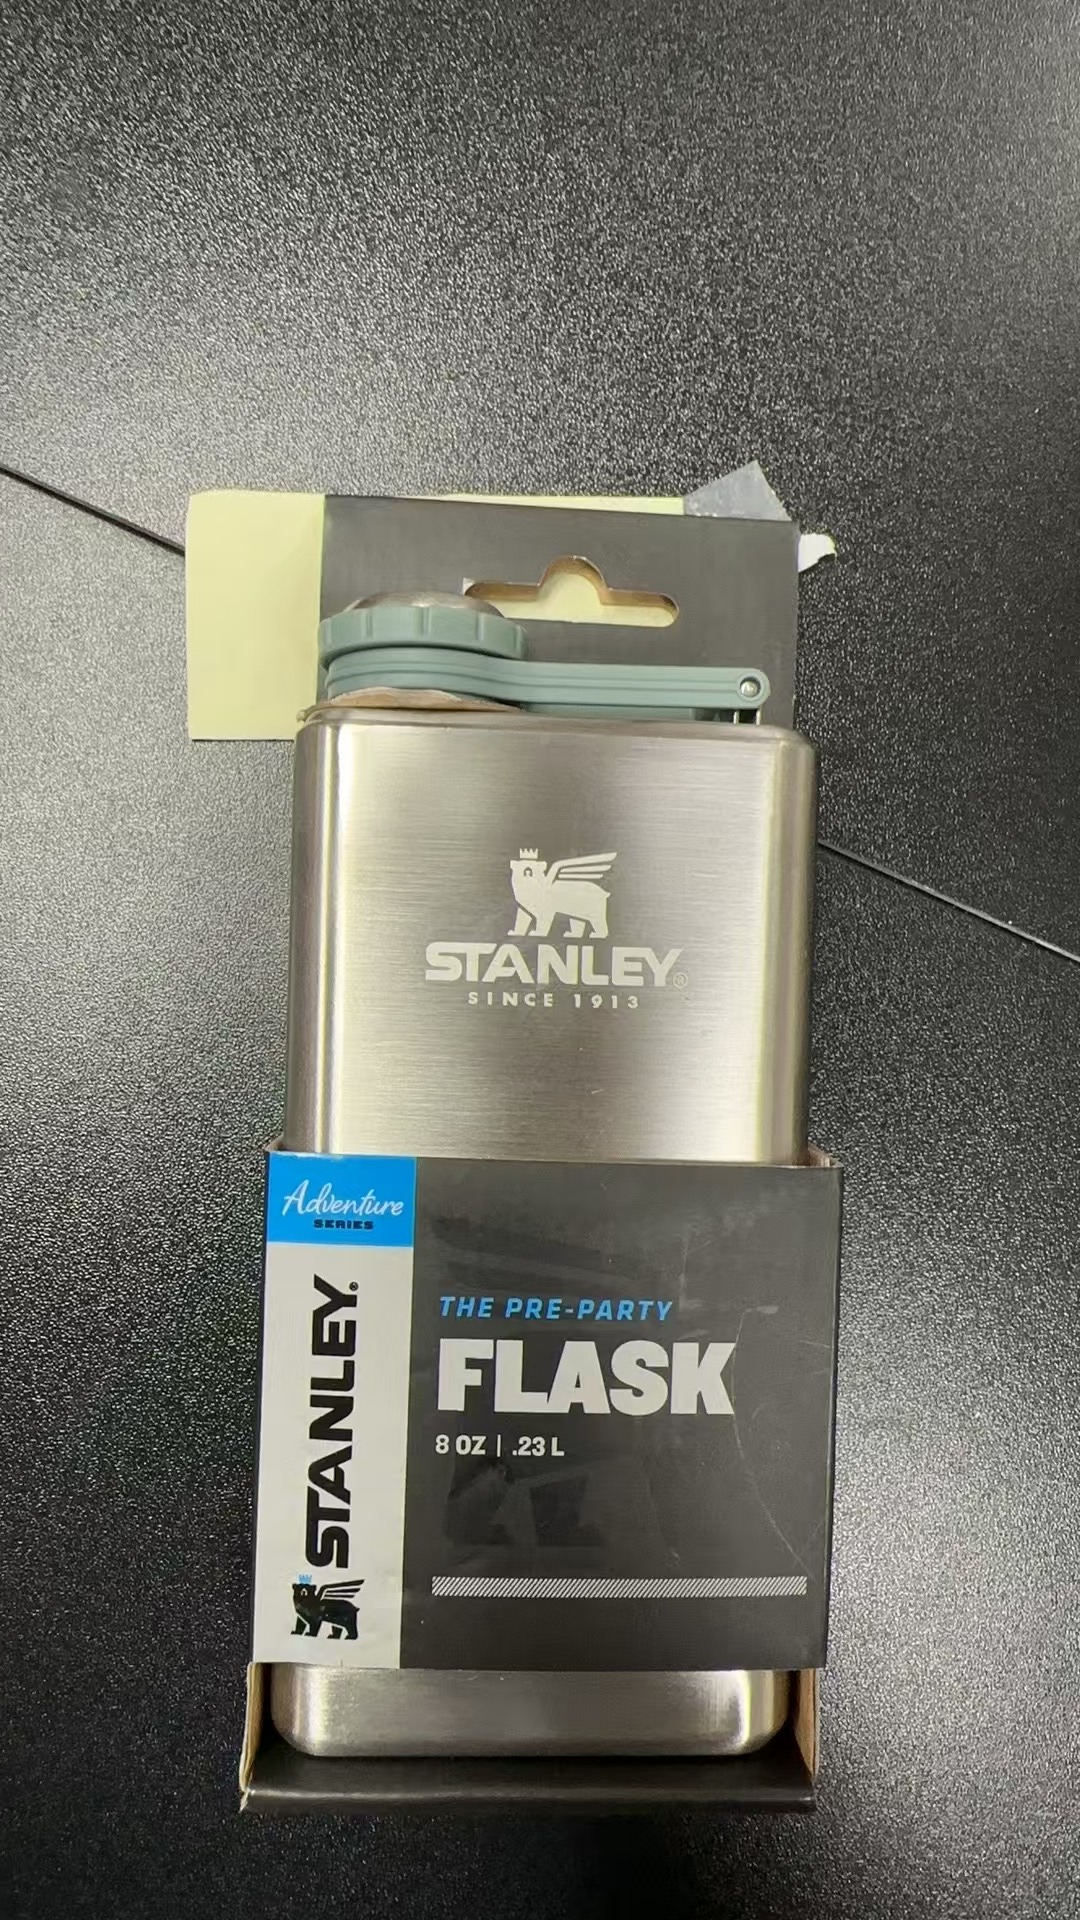 STANLEY®
SINCE 1913
Adventure
SERIES
STANLEY®
THE PRE-PARTY
FLASK
8 OZ | .23 L